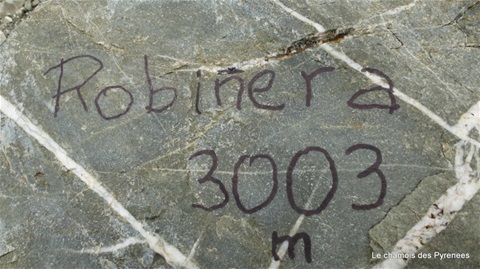 Robiñera
3003
m
Le chamois des Pyrenees